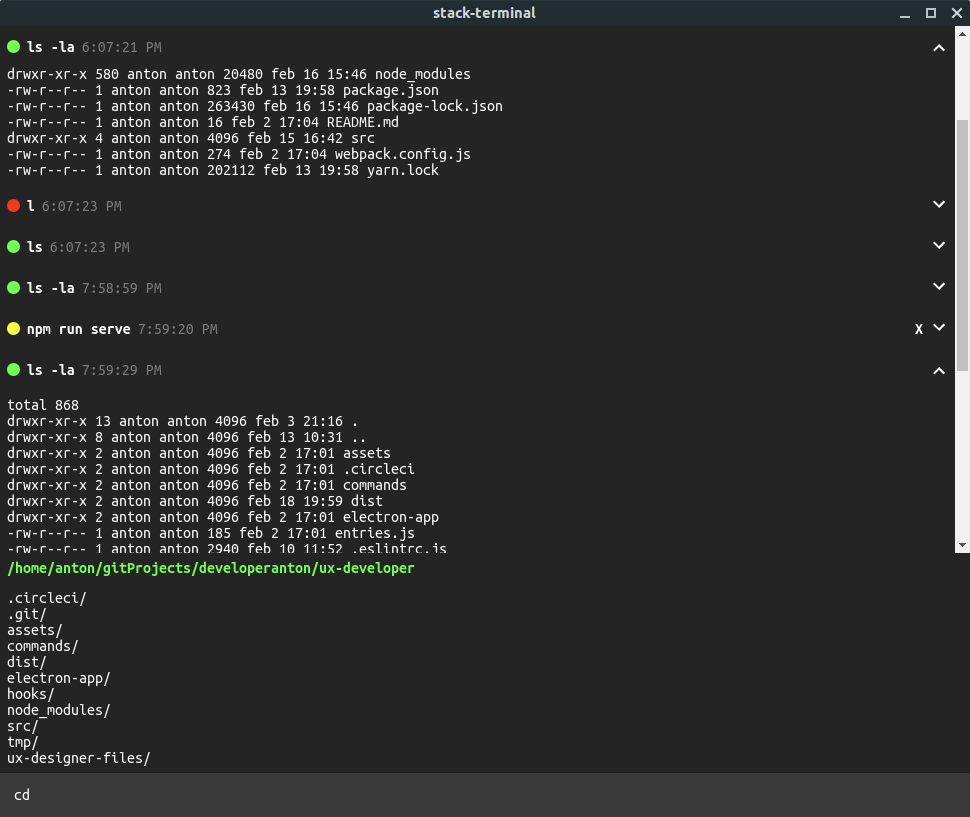 stack-terminal
ls -la 6:07:21 PM
drwxr-xr-x 580 anton anton 20480 feb 16 15:46 node_modules
-rw-r--r-- 1 anton anton 823 feb 13 19:58 package.json
-rw-r--r-- 1 anton anton 263430 feb 16 15:46 package-lock.json
-rw-r--r-- 1 anton anton 16 feb 2 17:04 README.md
drwxr-xr-x 4 anton anton 4096 feb 15 16:42 src
-rw-r--r-- 1 anton anton 274 feb 2 17:04 webpack.config.js
-rw-r--r-- 1 anton anton 202112 feb 13 19:58 yarn.lock
l 6:07:23 PM
ls 6:07:23 PM
ls -la 7:58:59 PM
npm run serve 7:59:20 PM X
ls -la 7:59:29 PM
total 868
drwxr-xr-x 13 anton anton 4096 feb 3 21:16 .
drwxr-xr-x 8 anton anton 4096 feb 13 10:31 ..
drwxr-xr-x 2 anton anton 4096 feb 2 17:01 assets
drwxr-xr-x 2 anton anton 4096 feb 2 17:01 .circleci
drwxr-xr-x 2 anton anton 4096 feb 2 17:01 commands
drwxr-xr-x 2 anton anton 4096 feb 18 19:59 dist
drwxr-xr-x 2 anton anton 4096 feb 2 17:01 electron-app
-rw-r--r-- 1 anton anton 185 feb 2 17:01 entries.js
-rw-r--r-- 1 anton anton 2940 feb 10 11:52 .eslintrc.js
/home/anton/gitProjects/developeranton/ux-developer
.circleci/
.git/
assets/
commands/
dist/
electron-app/
hooks/
node_modules/
src/
tmp/
ux-designer-files/
cd